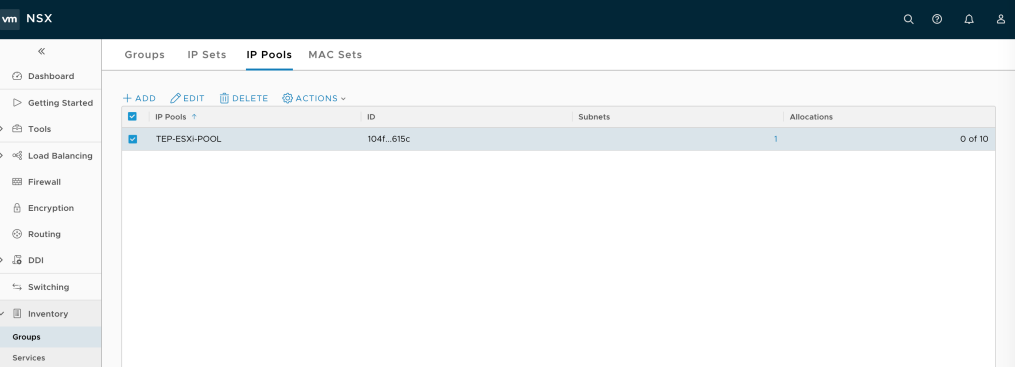 vm NSX
Groups IP Sets IP Pools MAC Sets
Dashboard
Getting Started
Tools
Load Balancing
Firewall
Encryption
Routing
DDI
Switching
Inventory
Groups
Services
+ ADD EDIT DELETE ACTIONS
IP Pools ↑ ID Subnets Allocations
TEP-ESXi-POOL 104f...615c 1 0 of 10